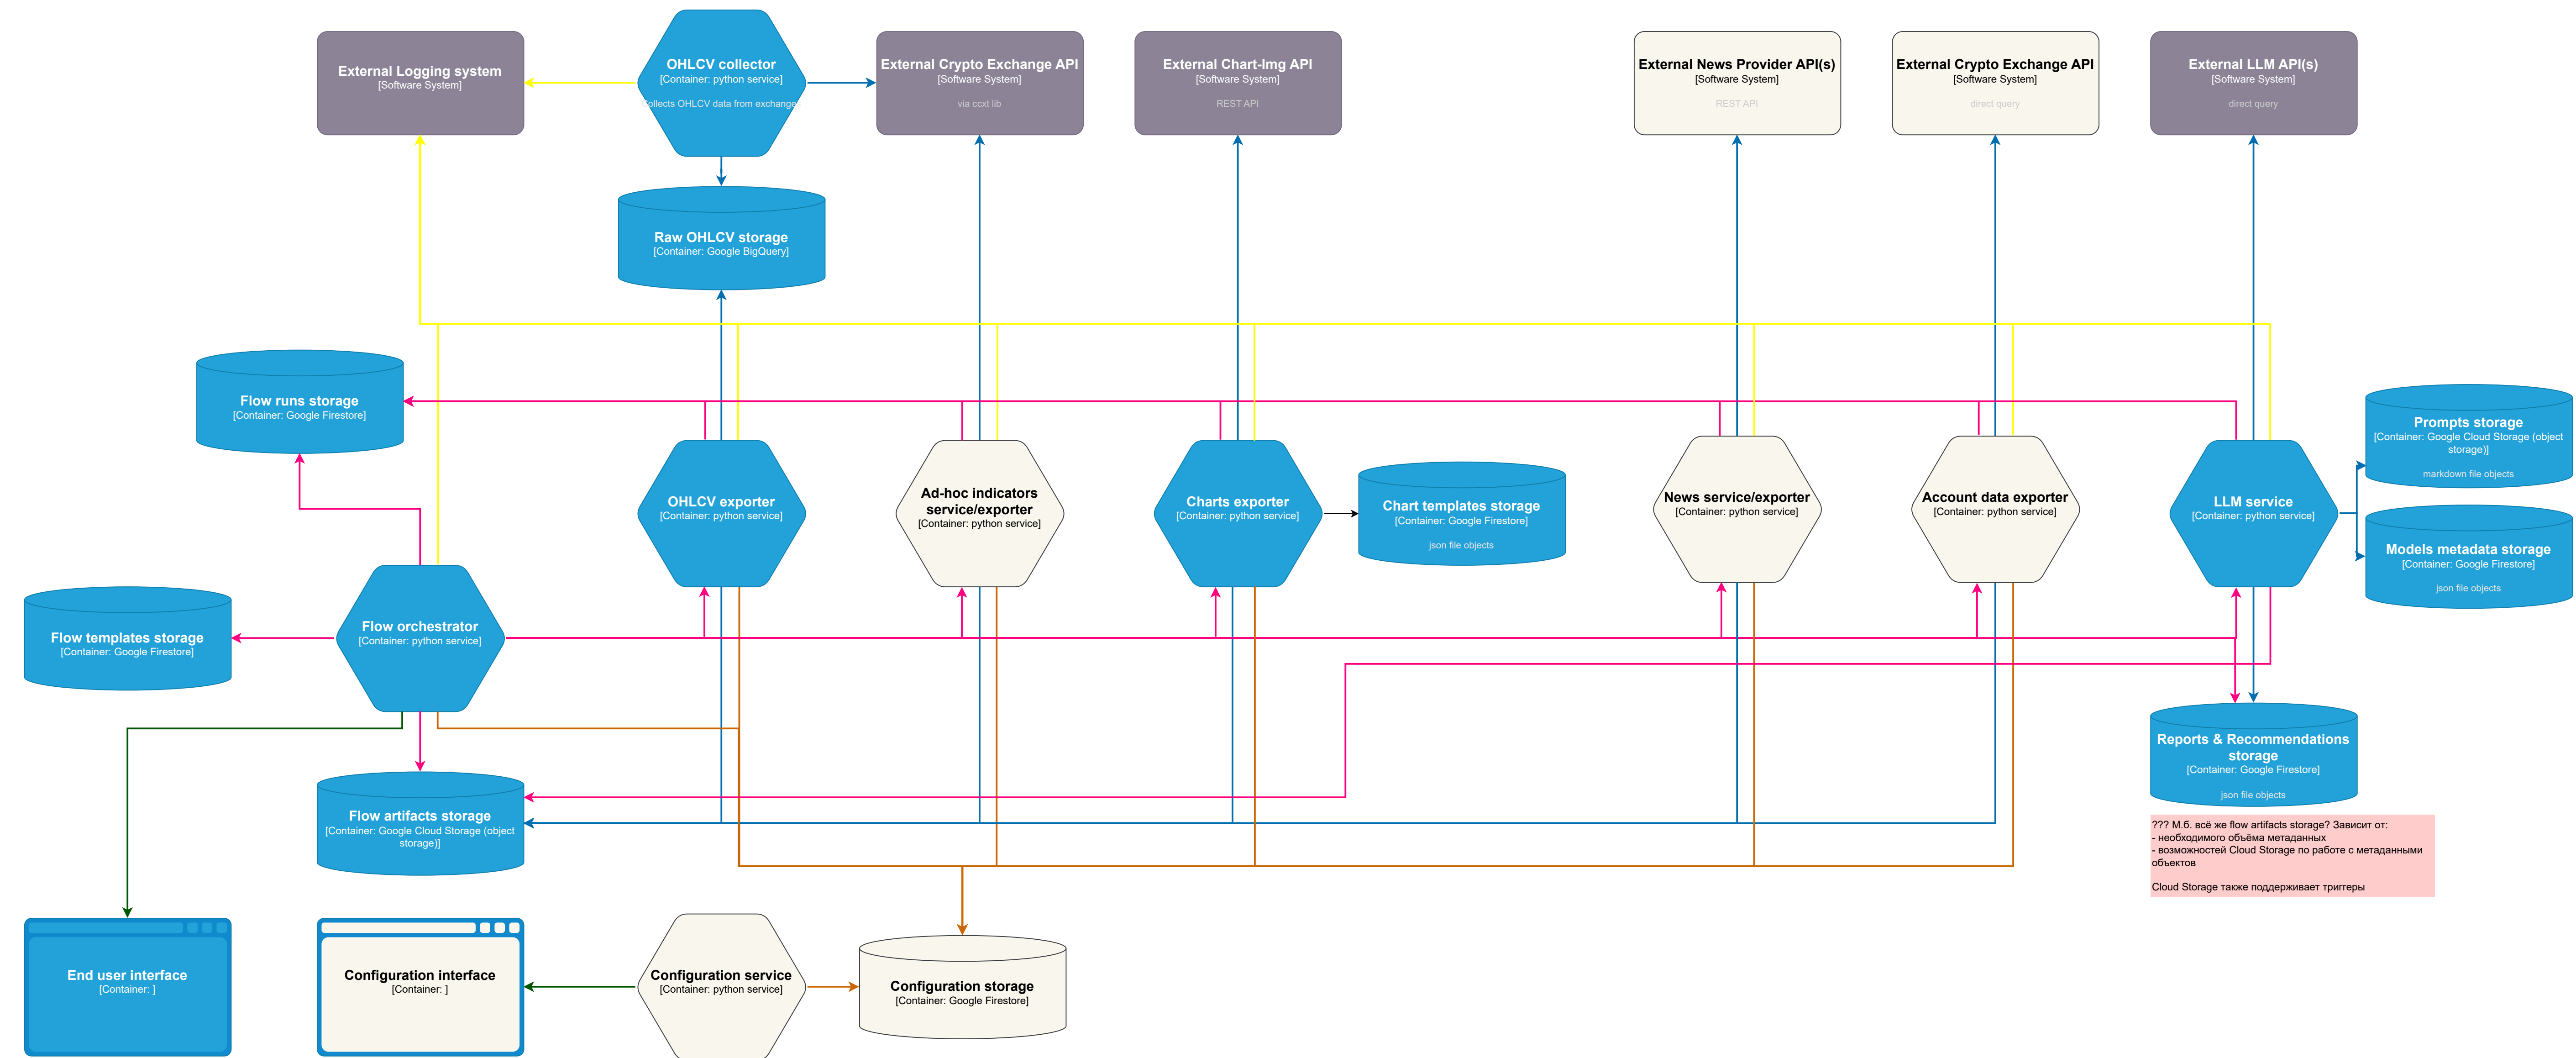 External Logging system
[Software System]
OHLCV collector
[Container: python service]
Collects OHLCV data from exchanges
External Crypto Exchange API
[Software System]
via ccxt lib
External Chart-Img API
[Software System]
REST API
External News Provider API(s)
[Software System]
REST API
External Crypto Exchange API
[Software System]
direct query
External LLM API(s)
[Software System]
direct query
Raw OHLCV storage
[Container: Google BigQuery]
Flow runs storage
[Container: Google Firestore]
OHLCV exporter
[Container: python service]
Ad-hoc indicators
service/exporter
[Container: python service]
Charts exporter
[Container: python service]
Chart templates storage
[Container: Google Firestore]
json file objects
News service/exporter
[Container: python service]
Account data exporter
[Container: python service]
LLM service
[Container: python service]
Prompts storage
[Container: Google Cloud Storage (object
storage)]
markdown file objects
Models metadata storage
[Container: Google Firestore]
json file objects
Flow templates storage
[Container: Google Firestore]
Flow orchestrator
[Container: python service]
Flow artifacts storage
[Container: Google Cloud Storage (object
storage)]
Reports & Recommendations
storage
[Container: Google Firestore]
json file objects
??? М.б. всё же flow artifacts storage? Зависит от:
- необходимого объёма метаданных
- возможностей Cloud Storage по работе с метаданными
объектов
Cloud Storage также поддерживает триггеры
End user interface
[Container: ]
Configuration interface
[Container: ]
Configuration service
[Container: python service]
Configuration storage
[Container: Google Firestore]